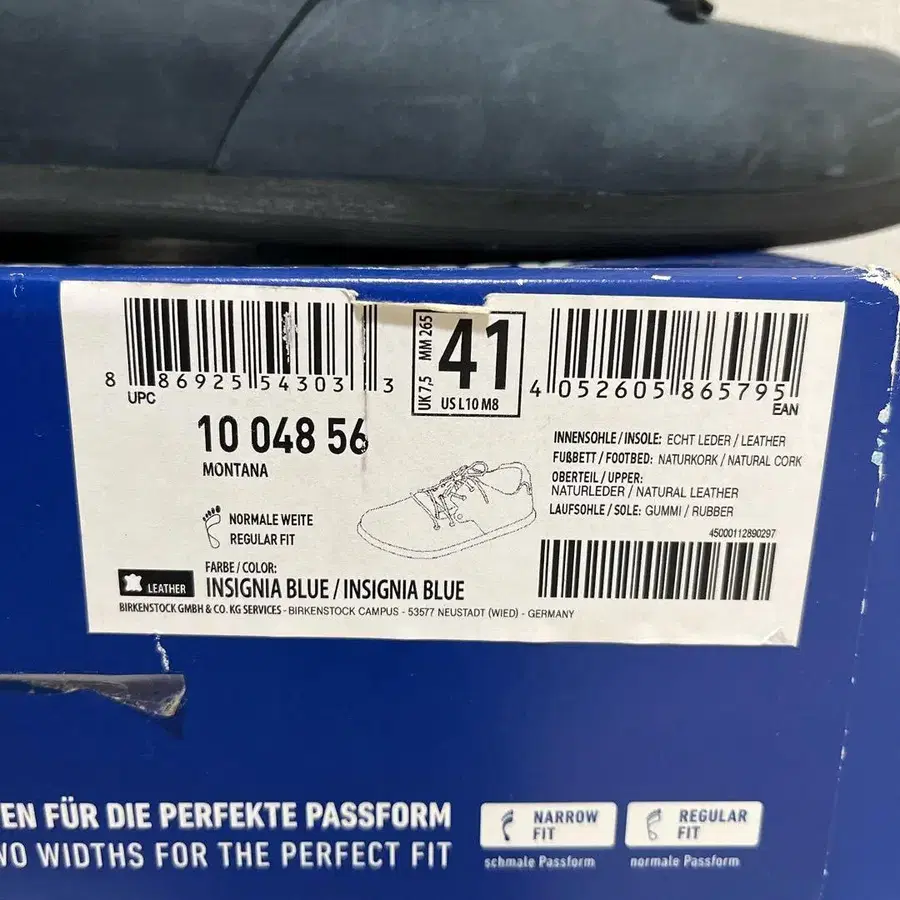 8 86925 54303 3
UPC
UK 7,5 MM 265
41
US L10 M8
4 052605 865795
EAN
10 048 56
MONTANA
NORMALE WEITE
REGULAR FIT
INNENSOHLE / INSOLE: ECHT LEDER / LEATHER
FUßBETT / FOOTBED: NATURKORK / NATURAL CORK
OBERTEIL / UPPER:
NATURLEDER / NATURAL LEATHER
LAUFSOHLE / SOLE: GUMMI / RUBBER
45000112890297
LEATHER
FARBE / COLOR:
INSIGNIA BLUE / INSIGNIA BLUE
BIRKENSTOCK GMBH & CO. KG SERVICES - BIRKENSTOCK CAMPUS - 53577 NEUSTADT (WIED) - GERMANY
EN FÜR DIE PERFEKTE PASSFORM
WO WIDTHS FOR THE PERFECT FIT
NARROW
FIT
schmale Passform
REGULAR
FIT
normale Passform